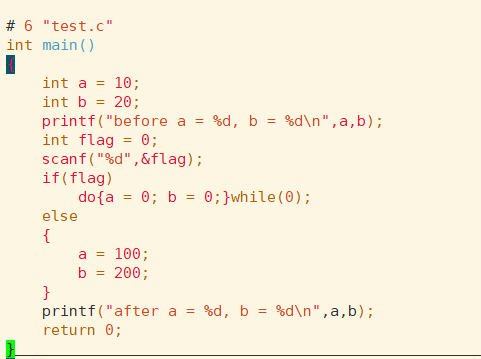 # 6 "test.c"
int main()
{
    int a = 10;
    int b = 20;
    printf("before a = %d, b = %d\n",a,b);
    int flag = 0;
    scanf("%d",&flag);
    if(flag)
        do{a = 0; b = 0;}while(0);
    else
    {
        a = 100;
        b = 200;
    }
    printf("after a = %d, b = %d\n",a,b);
    return 0;
}